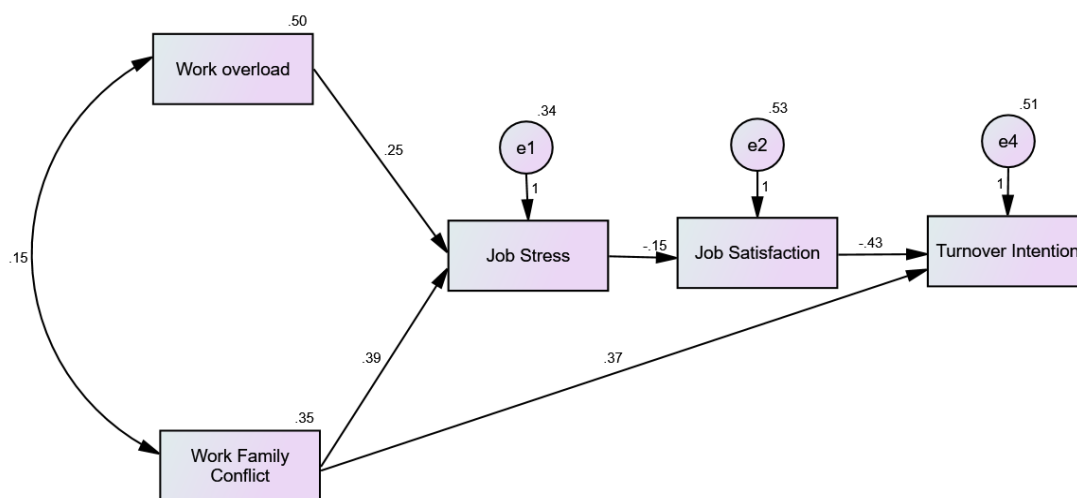 .50
Work overload
.34
.53
.51
e1
e2
e4
.25
1
1
1
.15
Job Stress
-.15
Job Satisfaction
-.43
Turnover Intention
.39
.37
.35
Work Family
Conflict